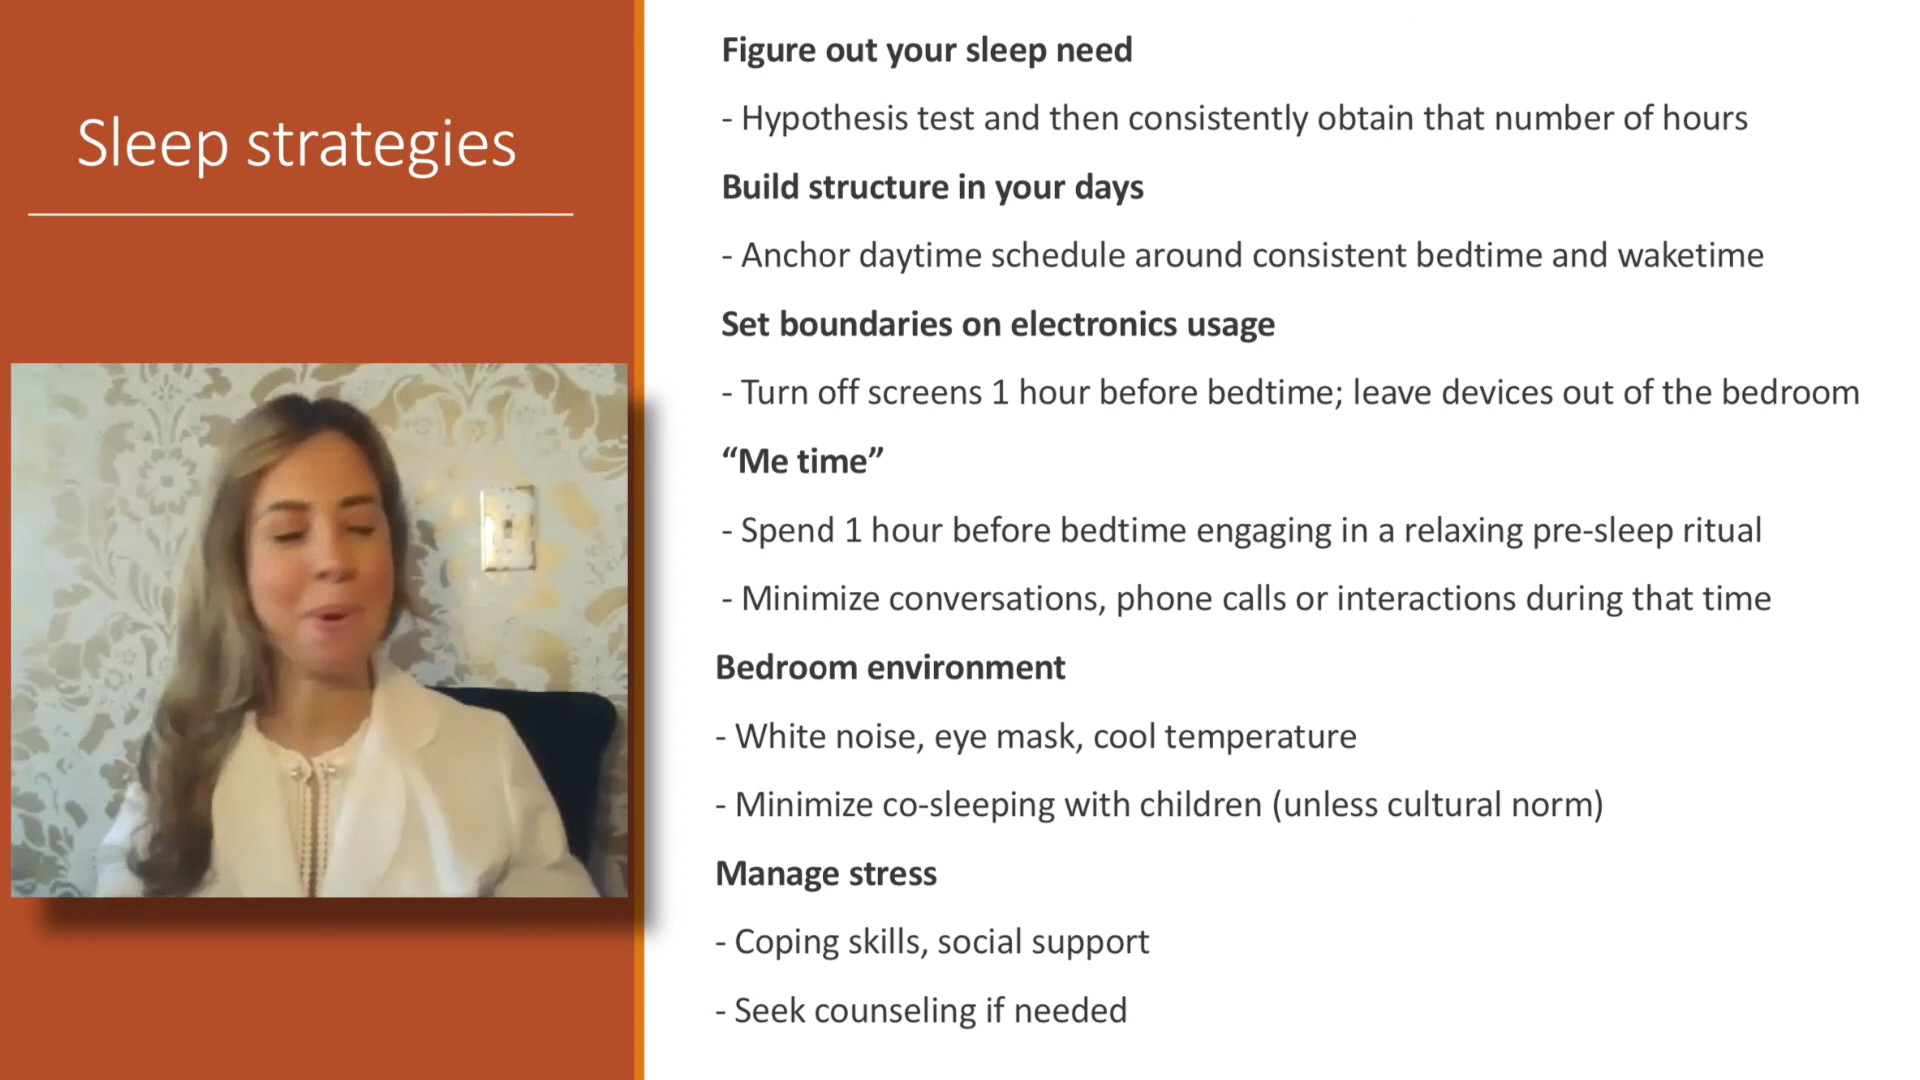 Sleep strategies
Figure out your sleep need
- Hypothesis test and then consistently obtain that number of hours
Build structure in your days
- Anchor daytime schedule around consistent bedtime and waketime
Set boundaries on electronics usage
- Turn off screens 1 hour before bedtime; leave devices out of the bedroom
“Me time”
- Spend 1 hour before bedtime engaging in a relaxing pre-sleep ritual
- Minimize conversations, phone calls or interactions during that time
Bedroom environment
- White noise, eye mask, cool temperature
- Minimize co-sleeping with children (unless cultural norm)
Manage stress
- Coping skills, social support
- Seek counseling if needed